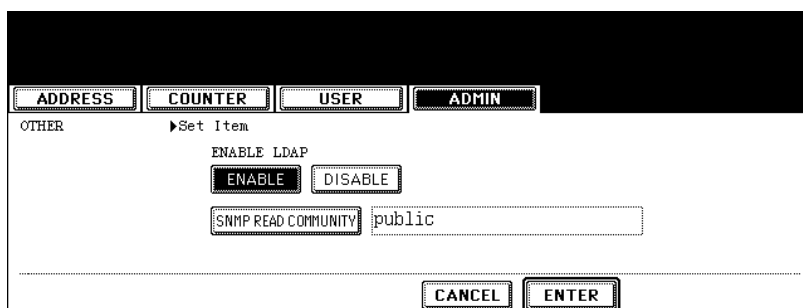 ADDRESS COUNTER USER ADMIN
OTHER ▶Set Item
ENABLE LDAP
ENABLE DISABLE
SNMP READ COMMUNITY public
CANCEL ENTER